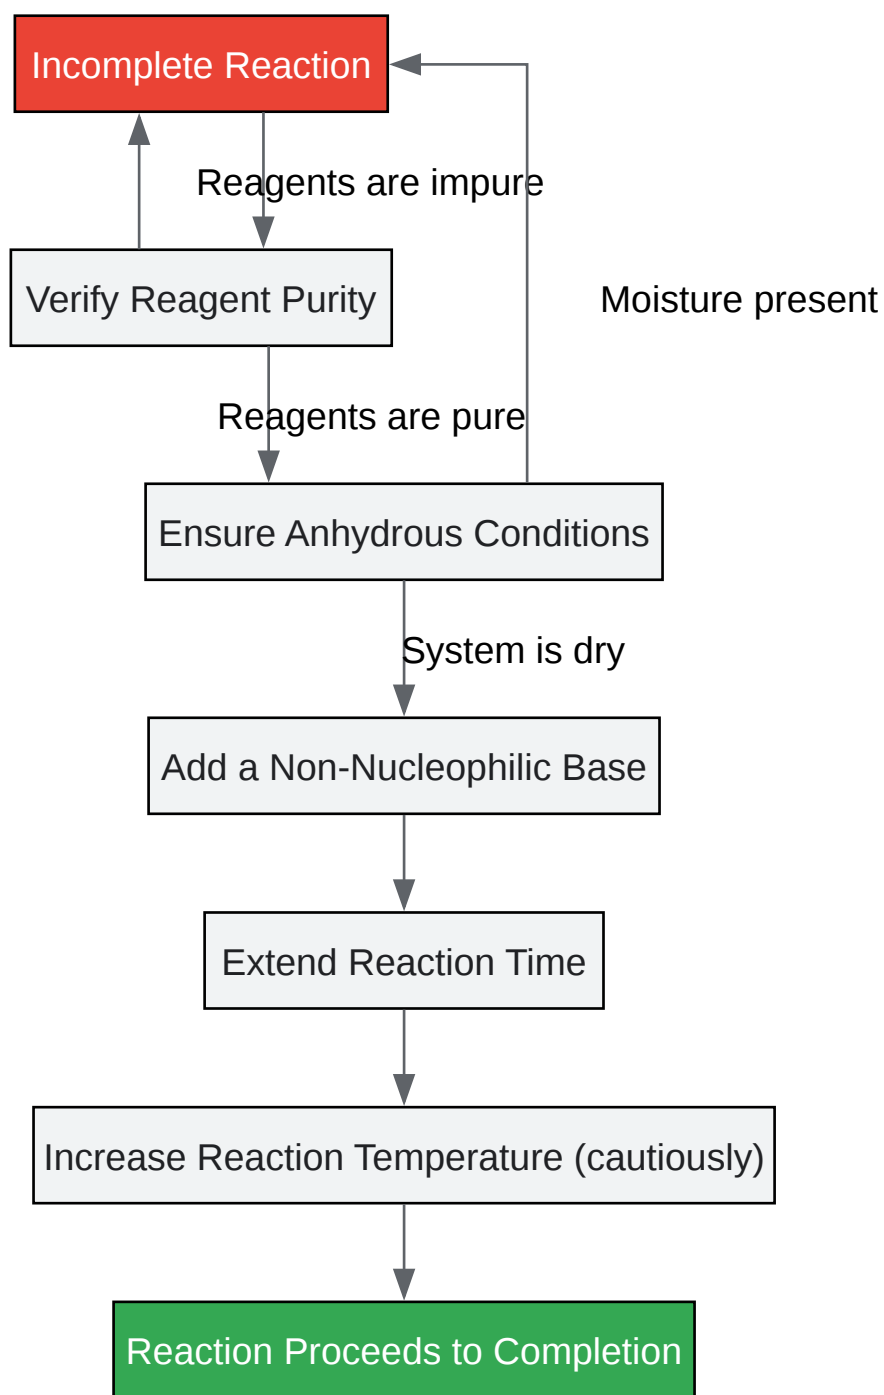 Incomplete Reaction
Reagents are impure
Verify Reagent Purity
Moisture present
Reagents are pure
Ensure Anhydrous Conditions
System is dry
Add a Non-Nucleophilic Base
Extend Reaction Time
Increase Reaction Temperature (cautiously)
Reaction Proceeds to Completion